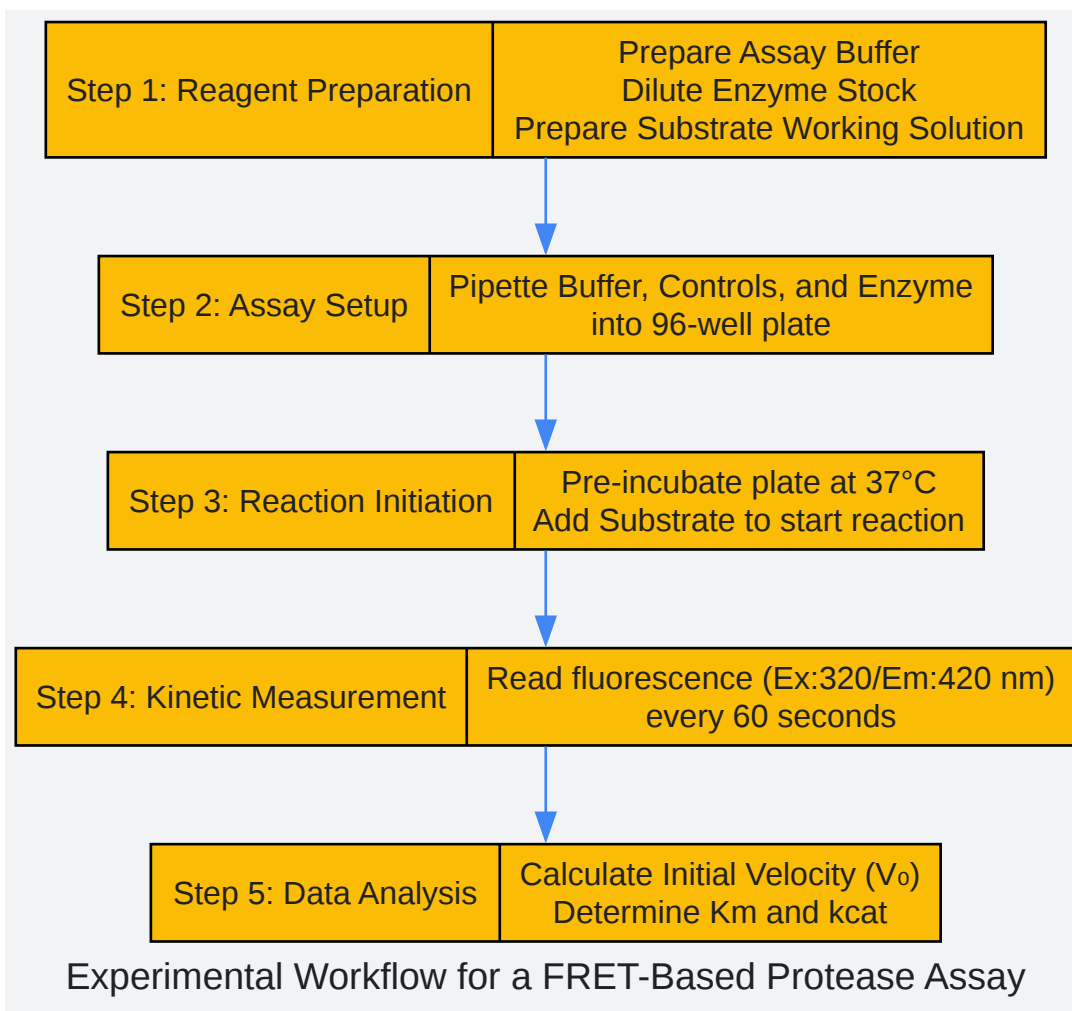 Step 1: Reagent Preparation
Prepare Assay Buffer
Dilute Enzyme Stock
Prepare Substrate Working Solution
Step 2: Assay Setup
Pipette Buffer, Controls, and Enzyme
into 96-well plate
Step 3: Reaction Initiation
Pre-incubate plate at 37°C
Add Substrate to start reaction
Step 4: Kinetic Measurement
Read fluorescence (Ex:320/Em:420 nm)
every 60 seconds
Step 5: Data Analysis
Calculate Initial Velocity (V₀)
Determine Km and kcat
Experimental Workflow for a FRET-Based Protease Assay